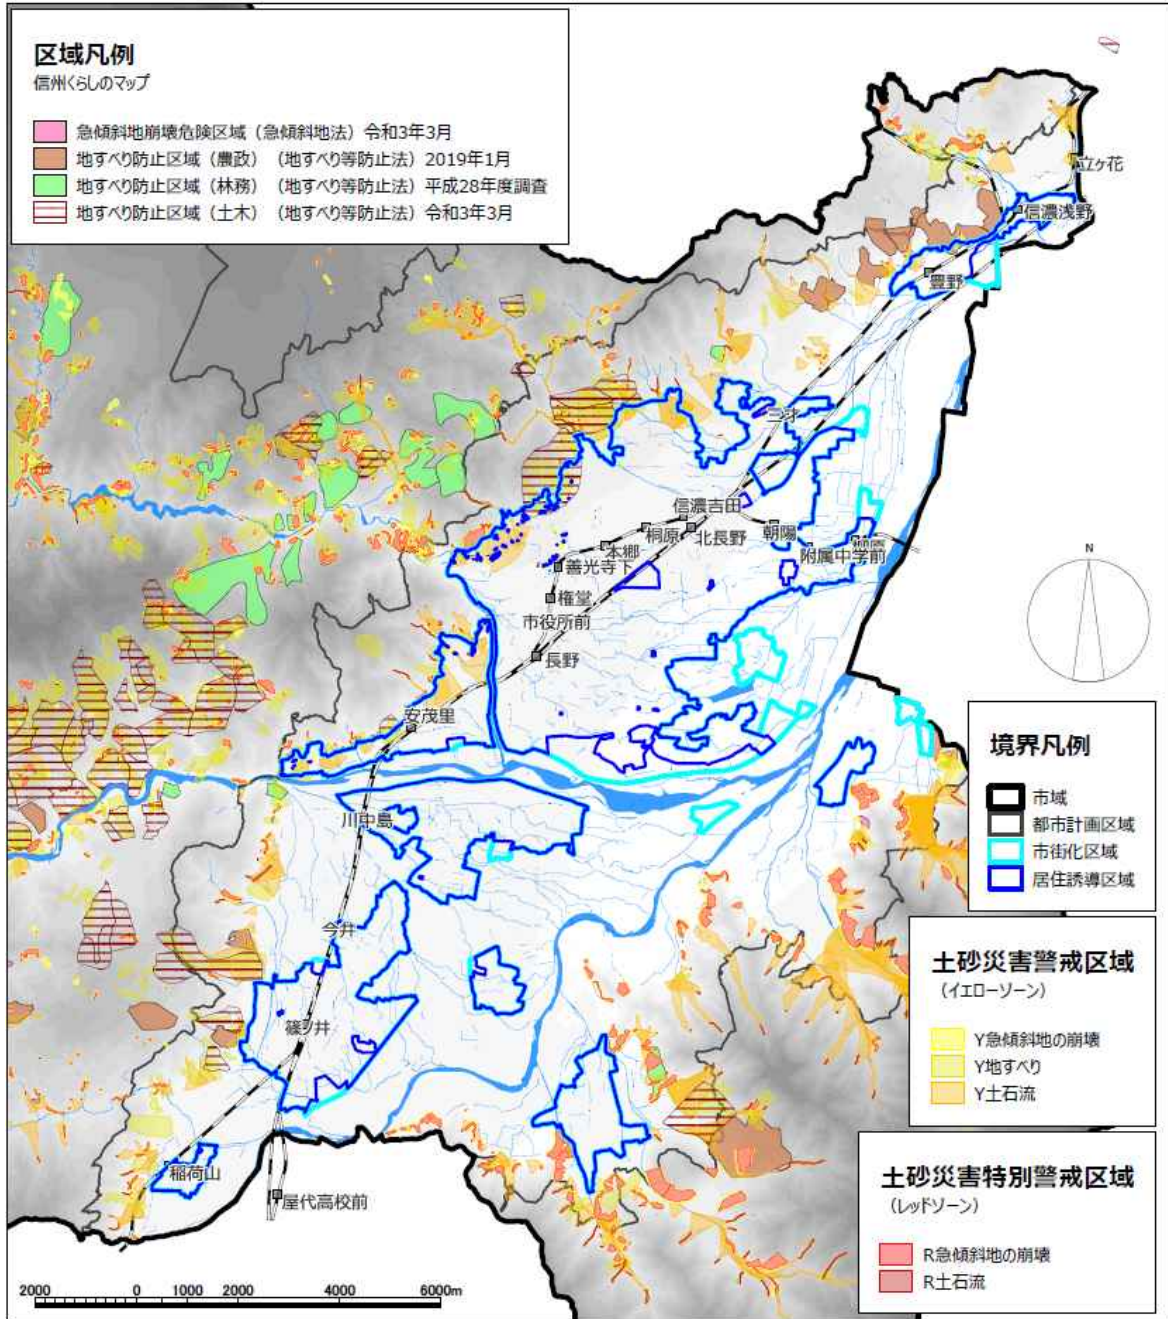 区域凡例
信州くらしのマップ
急傾斜地崩壊危険区域（急傾斜地法）令和3年3月
地すべり防止区域（農政）（地すべり等防止法）2019年1月
地すべり防止区域（林務）（地すべり等防止法）平成28年度調査
地すべり防止区域（土木）（地すべり等防止法）令和3年3月
立ケ花
信濃浅野
豊野
三才
信濃吉田
桐原
北長野
朝陽
附属中学前
本郷
善光寺下
権堂
市役所前
長野
安茂里
川中島
今井
篠ノ井
稲荷山
屋代高校前
N
境界凡例
市域
都市計画区域
市街化区域
居住誘導区域
土砂災害警戒区域
（イエローゾーン）
Y急傾斜地の崩壊
Y地すべり
Y土石流
土砂災害特別警戒区域
（レッドゾーン）
R急傾斜地の崩壊
R土石流
2000 0 2000 4000 6000m